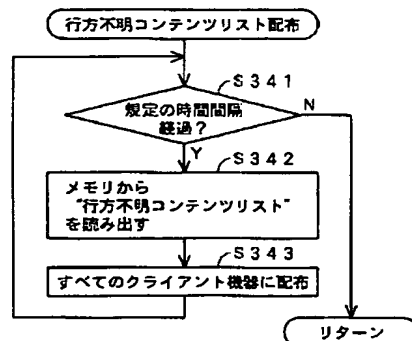 行方不明コンテンツリスト配布
S341
規定の時間間隔
経過?
N
Y
S342
メモリから
"行方不明コンテンツリスト"
を読み出す
S343
すべてのクライアント機器に配布
リターン